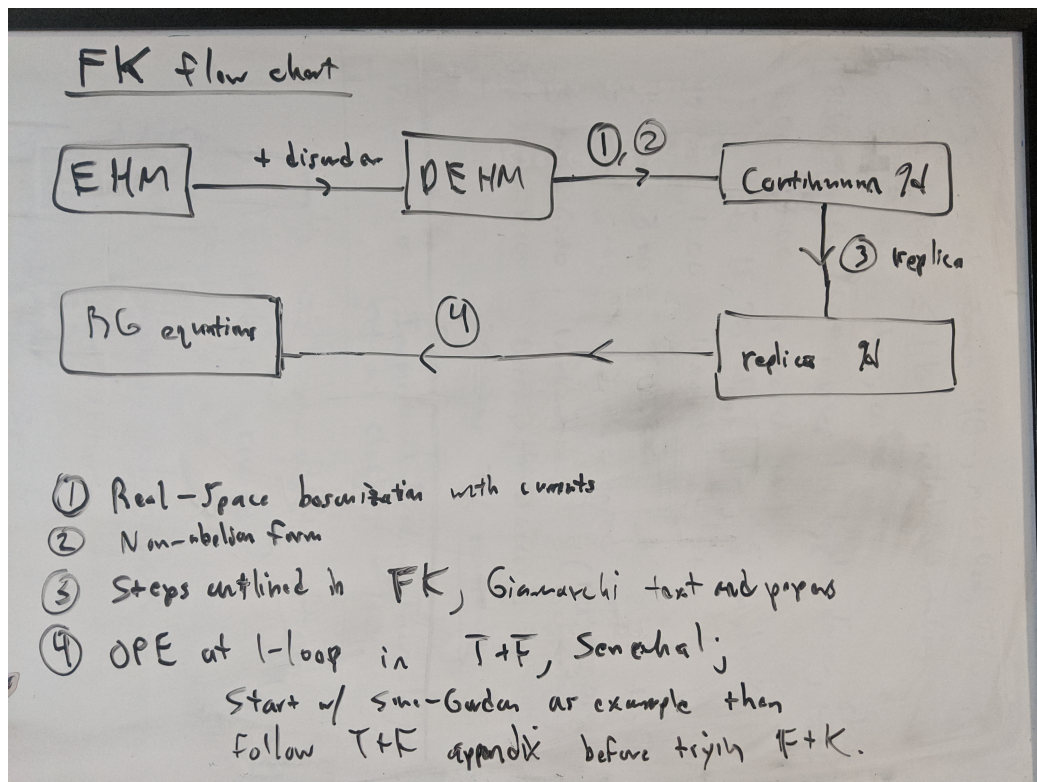 FK flow chart
EHM
+ disorder
DEHM
①, ②
Continuum ℋ
③ replica
RG equations
④
replica ℋ
① Real-Space bosonization with currents
② Non-abelian form
③ Steps outlined in FK, Giamarchi text and papers
④ OPE at 1-loop in T+F, Senechal;
Start w/ Sine-Gordon as example then
follow T+F appendix before tryin F+K.